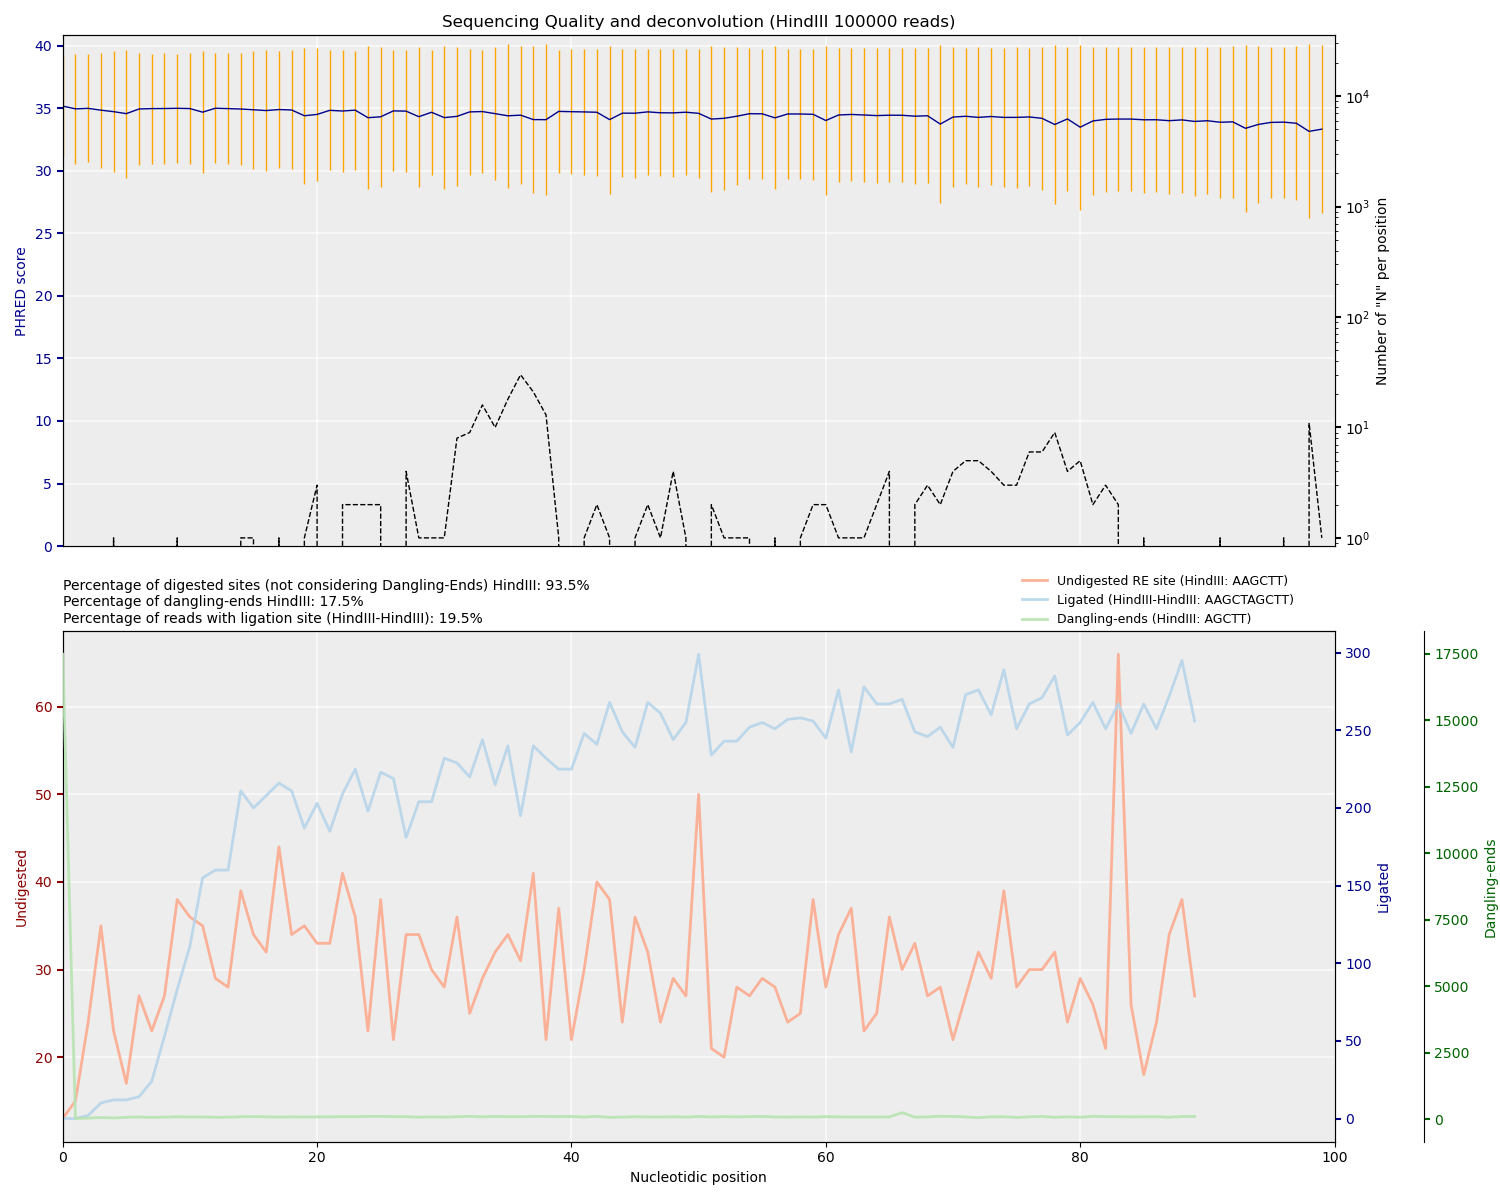 Sequencing Quality and deconvolution (HindIII 100000 reads)
40
35
30
25
20
15
10
5
0
PHRED score
10^4
10^3
10^2
10^1
10^0
Number of "N" per position
Percentage of digested sites (not considering Dangling-Ends) HindIII: 93.5%
Percentage of dangling-ends HindIII: 17.5%
Percentage of reads with ligation site (HindIII-HindIII): 19.5%
Undigested RE site (HindIII: AAGCTT)
Ligated (HindIII-HindIII: AAGCTAGCTT)
Dangling-ends (HindIII: AGCTT)
60
50
40
30
20
Undigested
300
250
200
150
100
50
0
Ligated
17500
15000
12500
10000
7500
5000
2500
0
Dangling-ends
0 20 40 60 80 100
Nucleotidic position